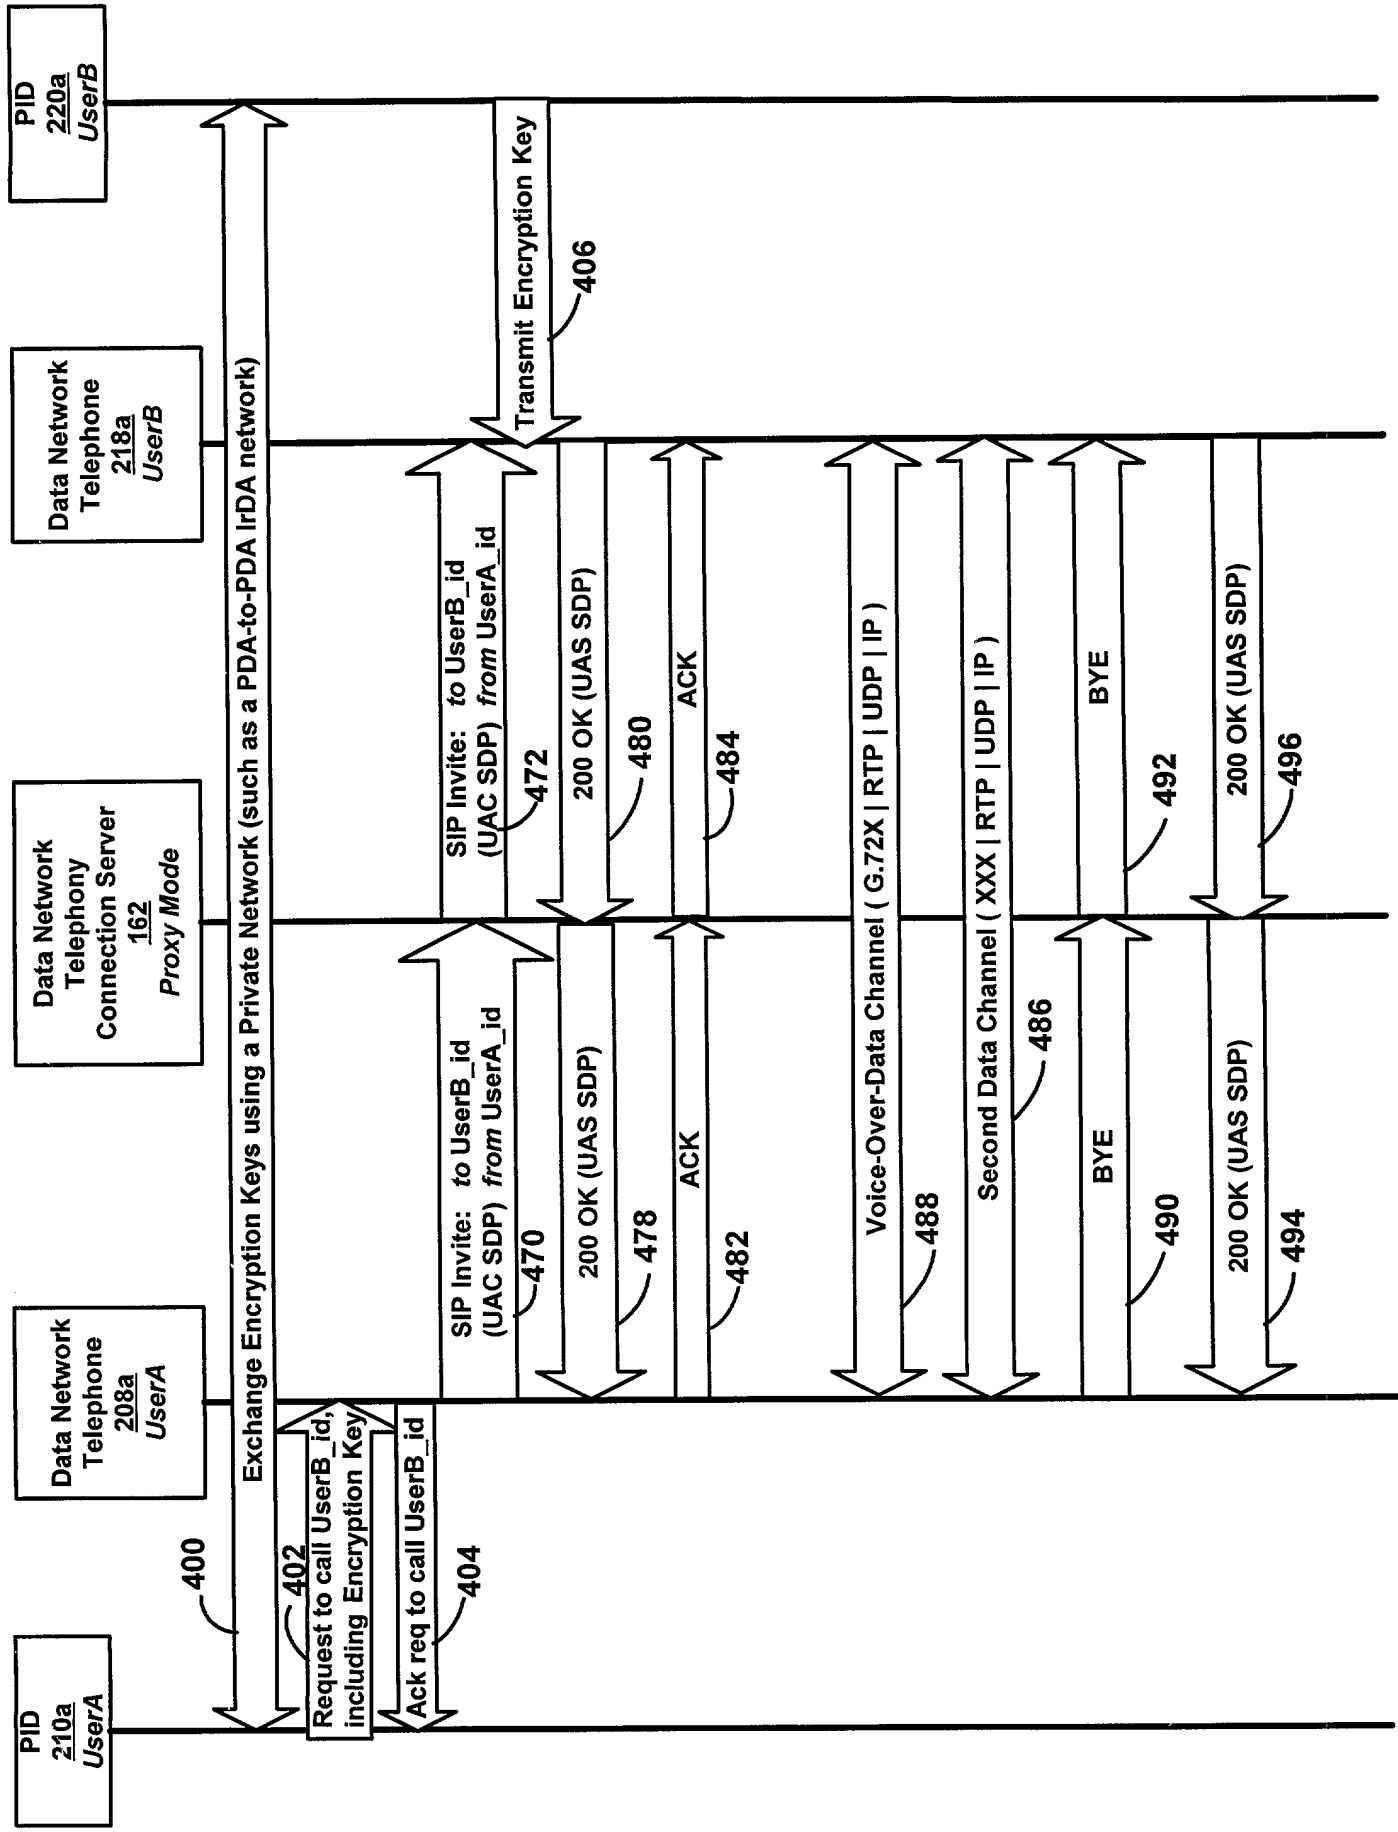 PID
210a
UserA
Data Network
Telephone
208a
UserA
Data Network
Telephony
Connection Server
162
Proxy Mode
Data Network
Telephone
218a
UserB
PID
220a
UserB
400
Exchange Encryption Keys using a Private Network (such as a PDA-to-PDA IrDA network)
402
Request to call UserB_id,
including Encryption Key
Ack req to call UserB_id
404
SIP Invite: to UserB_id
(UAC SDP) from UserA_id
470
SIP Invite: to UserB_id
(UAC SDP) from UserA_id
472
Transmit Encryption Key
406
200 OK (UAS SDP)
478
200 OK (UAS SDP)
480
ACK
482
ACK
484
Voice-Over-Data Channel ( G.72X | RTP | UDP | IP )
488
Second Data Channel ( XXX | RTP | UDP | IP )
486
BYE
490
BYE
492
200 OK (UAS SDP)
494
200 OK (UAS SDP)
496